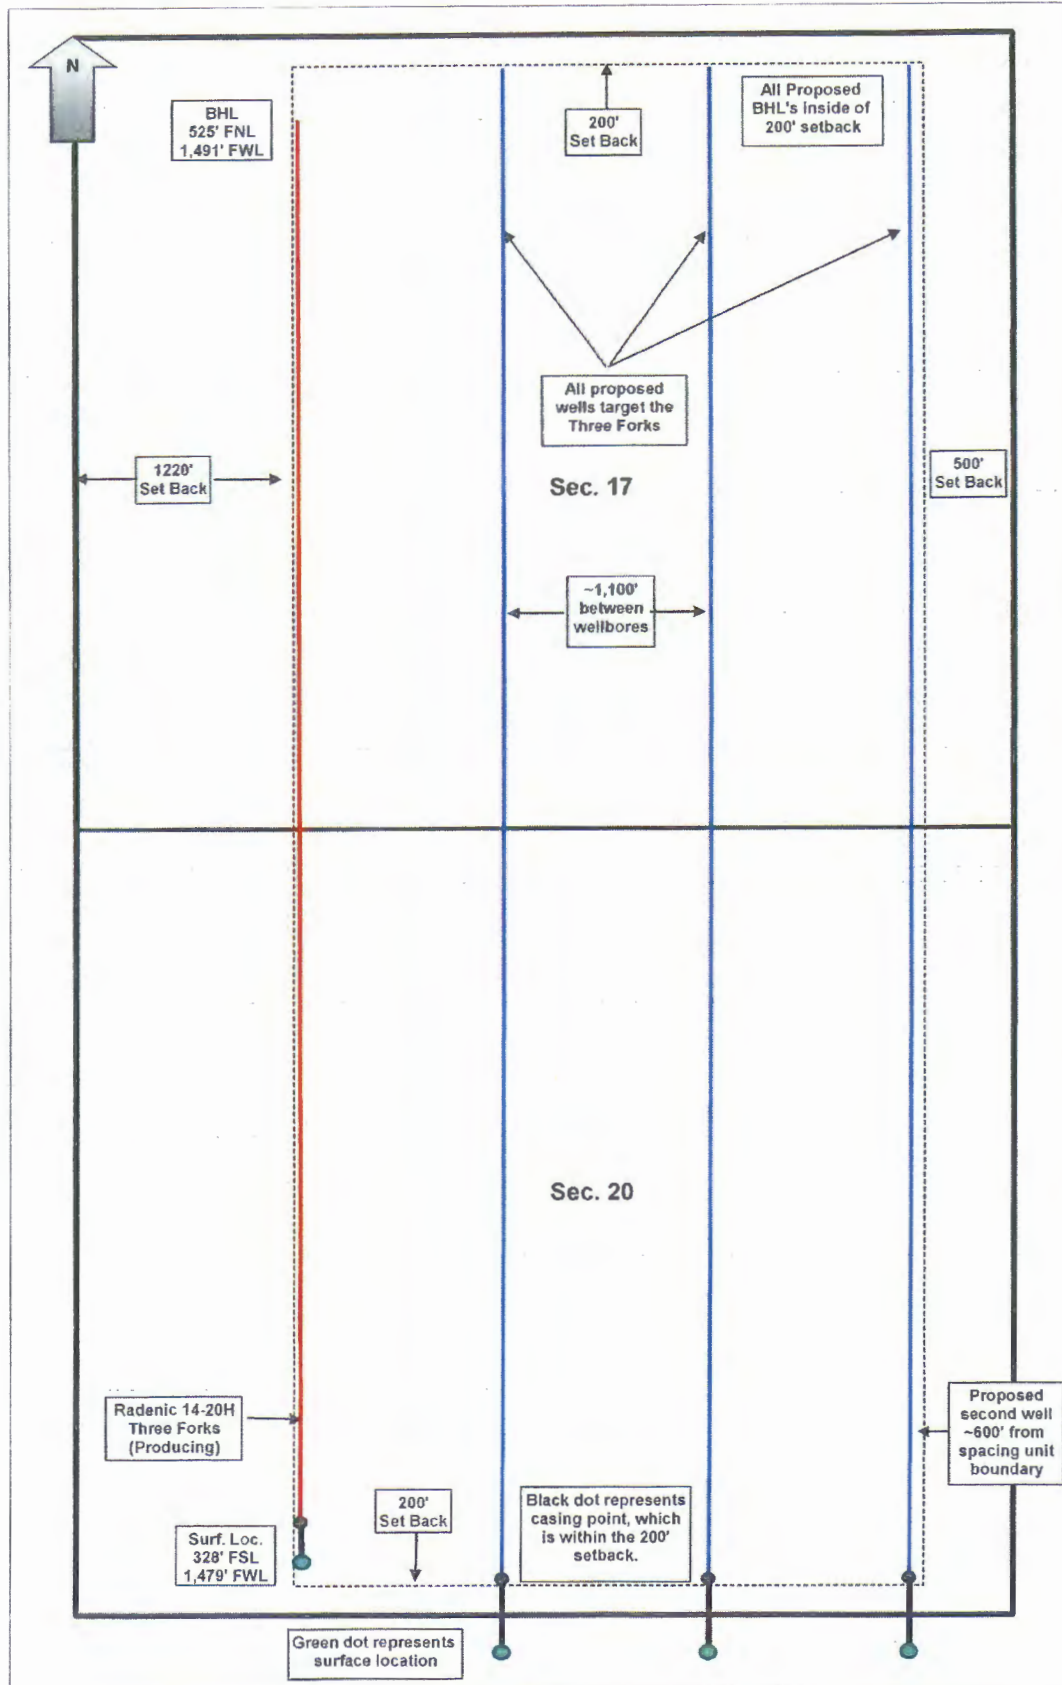 N
BHL
525' FNL
1,491' FWL
200'
Set Back
All Proposed
BHL's inside of
200' setback
All proposed
wells target the
Three Forks
1220'
Set Back
Sec. 17
500'
Set Back
~1,100'
between
wellbores
Sec. 20
Radenic 14-20H
Three Forks
(Producing)
Proposed
second well
~600' from
spacing unit
boundary
200'
Set Back
Black dot represents
casing point, which
is within the 200'
setback.
Surf. Loc.
328' FSL
1,479' FWL
Green dot represents
surface location